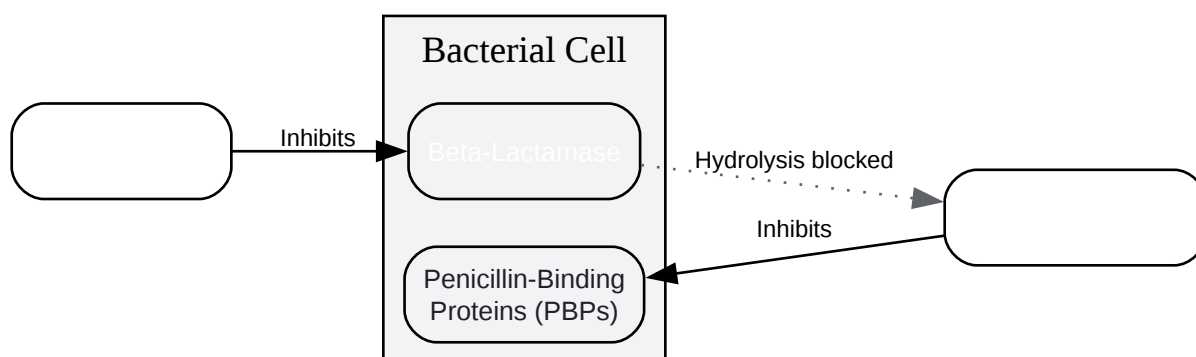 Bacterial Cell
Inhibits
Beta-Lactamase
Hydrolysis blocked
Inhibits
Penicillin-Binding
Proteins (PBPs)